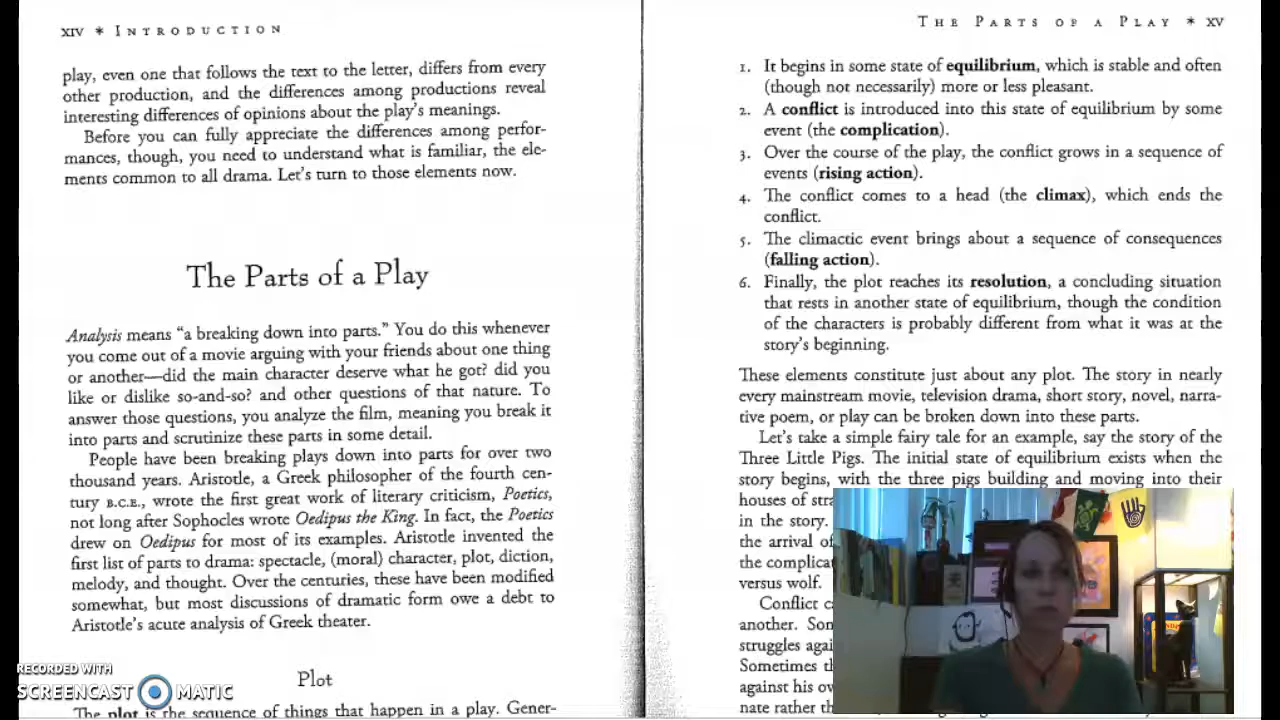 XIV * INTRODUCTION
play, even one that follows the text to the letter, differs from every
other production, and the differences among productions reveal
interesting differences of opinions about the play's meanings.
Before you can fully appreciate the differences among perfor-
mances, though, you need to understand what is familiar, the ele-
ments common to all drama. Let's turn to those elements now.
The Parts of a Play
Analysis means “a breaking down into parts.” You do this whenever
you come out of a movie arguing with your friends about one thing
or another—did the main character deserve what he got? did you
like or dislike so-and-so? and other questions of that nature. To
answer those questions, you analyze the film, meaning you break it
into parts and scrutinize these parts in some detail.
People have been breaking plays down into parts for over two
thousand years. Aristotle, a Greek philosopher of the fourth cen-
tury B.C.E., wrote the first great work of literary criticism, Poetics,
not long after Sophocles wrote Oedipus the King. In fact, the Poetics
drew on Oedipus for most of its examples. Aristotle invented the
first list of parts to drama: spectacle, (moral) character, plot, diction,
melody, and thought. Over the centuries, these have been modified
somewhat, but most discussions of dramatic form owe a debt to
Aristotle's acute analysis of Greek theater.
Plot
The plot is the sequence of things that happen in a play. Gener-
THE PARTS OF A PLAY * XV
1. It begins in some state of equilibrium, which is stable and often
(though not necessarily) more or less pleasant.
2. A conflict is introduced into this state of equilibrium by some
event (the complication).
3. Over the course of the play, the conflict grows in a sequence of
events (rising action).
4. The conflict comes to a head (the climax), which ends the
conflict.
5. The climactic event brings about a sequence of consequences
(falling action).
6. Finally, the plot reaches its resolution, a concluding situation
that rests in another state of equilibrium, though the condition
of the characters is probably different from what it was at the
story's beginning.
These elements constitute just about any plot. The story in nearly
every mainstream movie, television drama, short story, novel, narra-
tive poem, or play can be broken down into these parts.
Let's take a simple fairy tale for an example, say the story of the
Three Little Pigs. The initial state of equilibrium exists when the
story begins, with the three pigs building and moving into their
houses of stra
in the story.
the arrival of
the complica
versus wolf.
Conflict c
another. Som
struggles agai
Sometimes th
against his ow
nate rather th
RECORDED WITH
SCREENCAST MATIC